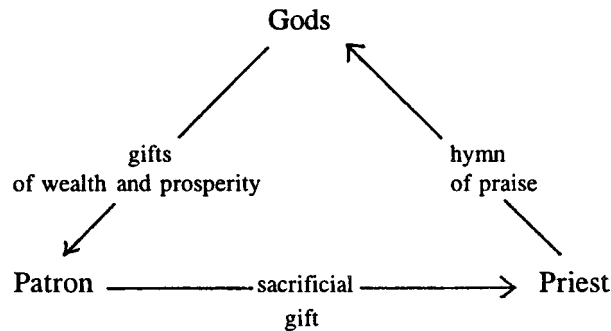 Gods
gifts
of wealth and prosperity
hymn
of praise
Patron
sacrificial
gift
Priest